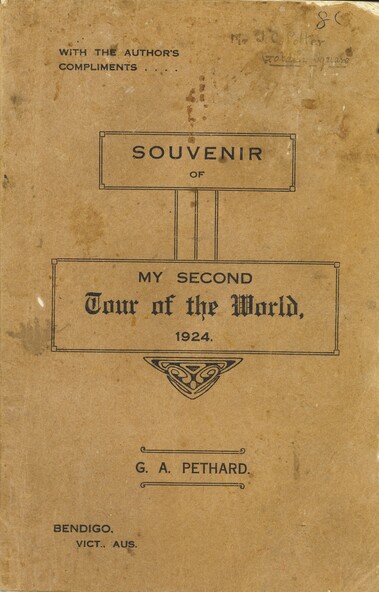 WITH THE AUTHOR'S
COMPLIMENTS . . . .
SOUVENIR
OF
MY SECOND
Tour of the World,
1924.
G. A. PETHARD.
BENDIGO,
VICT., AUS.